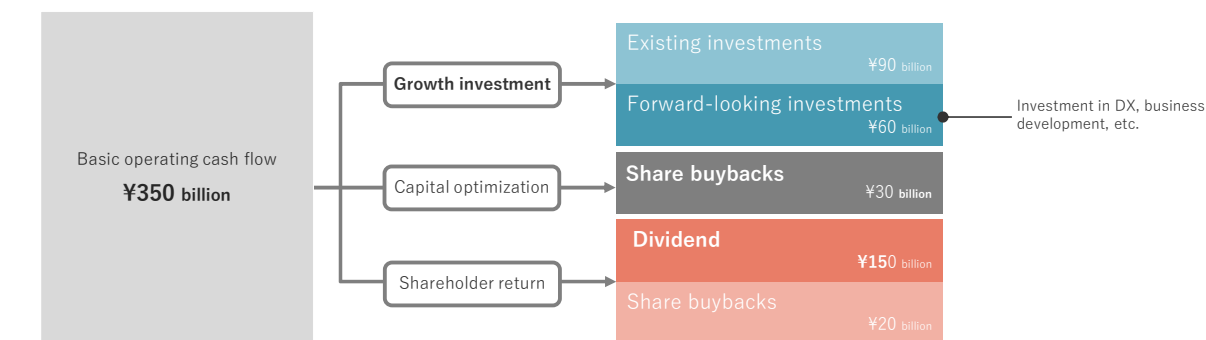 Basic operating cash flow
¥350 billion
Growth investment
Capital optimization
Shareholder return
Existing investments
¥90 billion
Forward-looking investments
¥60 billion
Share buybacks
¥30 billion
Dividend
¥150 billion
Share buybacks
¥20 billion
Investment in DX, business
development, etc.